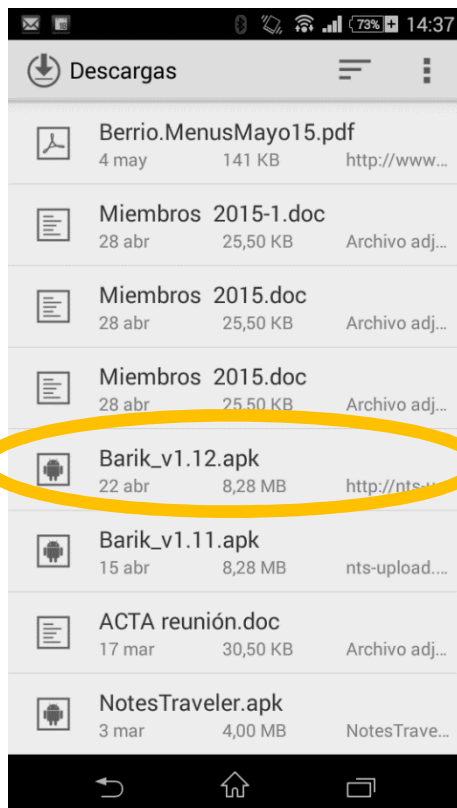 73% 14:37
Descargas
Berrio.MenusMayo15.pdf
4 may 141 KB http://www...
Miembros 2015-1.doc
28 abr 25,50 KB Archivo adj...
Miembros 2015.doc
28 abr 25,50 KB Archivo adj...
Miembros 2015.doc
28 abr 25,50 KB Archivo adj...
Barik_v1.12.apk
22 abr 8,28 MB
Barik_v1.11.apk
15 abr 8,28 MB nts-upload....
ACTA reunión.doc
17 mar 30,50 KB Archivo adj...
NotesTraveler.apk
3 mar 4,00 MB NotesTrave...